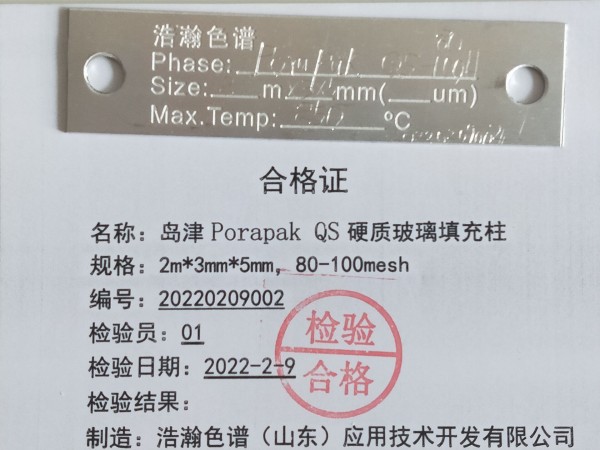 浩瀚色谱
Phase:
Size: m mm( um)
Max.Temp: 250 ℃
合格证
名称：岛津 Porapak QS 硬质玻璃填充柱
规格：2m*3mm*5mm，80-100mesh
编号：20220209002
检验员：01
检验日期：2022-2-9
检验
合格
检验结果：
制造：浩瀚色谱（山东）应用技术开发有限公司